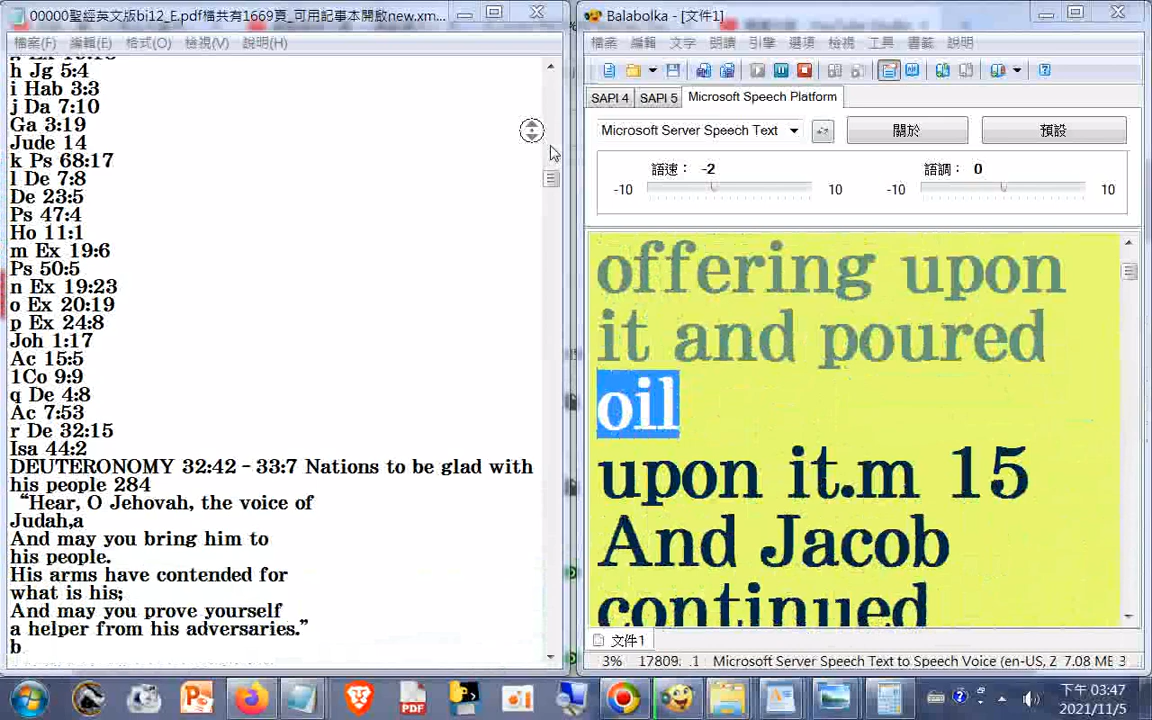 00000聖經英文版bi12_E.pdf檔共有1669頁_可用記事本開啟new.xm...
檔案(F) 編輯(E) 格式(O) 檢視(V) 說明(H)
h Jg 5:4
i Hab 3:3
j Da 7:10
Ga 3:19
Jude 14
k Ps 68:17
l De 7:8
De 23:5
Ps 47:4
Ho 11:1
m Ex 19:6
Ps 50:5
n Ex 19:23
o Ex 20:19
p Ex 24:8
Joh 1:17
Ac 15:5
1Co 9:9
q De 4:8
Ac 7:53
r De 32:15
Isa 44:2
DEUTERONOMY 32:42 – 33:7 Nations to be glad with
his people 284
“Hear, O Jehovah, the voice of
Judah,a
And may you bring him to
his people.
His arms have contended for
what is his;
And may you prove yourself
a helper from his adversaries.”
b
Balabolka - [文件1]
檔案 編輯 文字 朗讀 引擎 選項 檢視 工具 書籤 說明
SAPI 4 SAPI 5 Microsoft Speech Platform
Microsoft Server Speech Text 關於 預設
語速： -2 語調： 0
-10 10 -10 10
offering upon
it and poured
oil
upon it.m 15
And Jacob
continued
文件1
3% 17809. .1 Microsoft Server Speech Text to Speech Voice (en-US, Z 7.08 ME 3
PDF
下午 03:47
2021/11/5